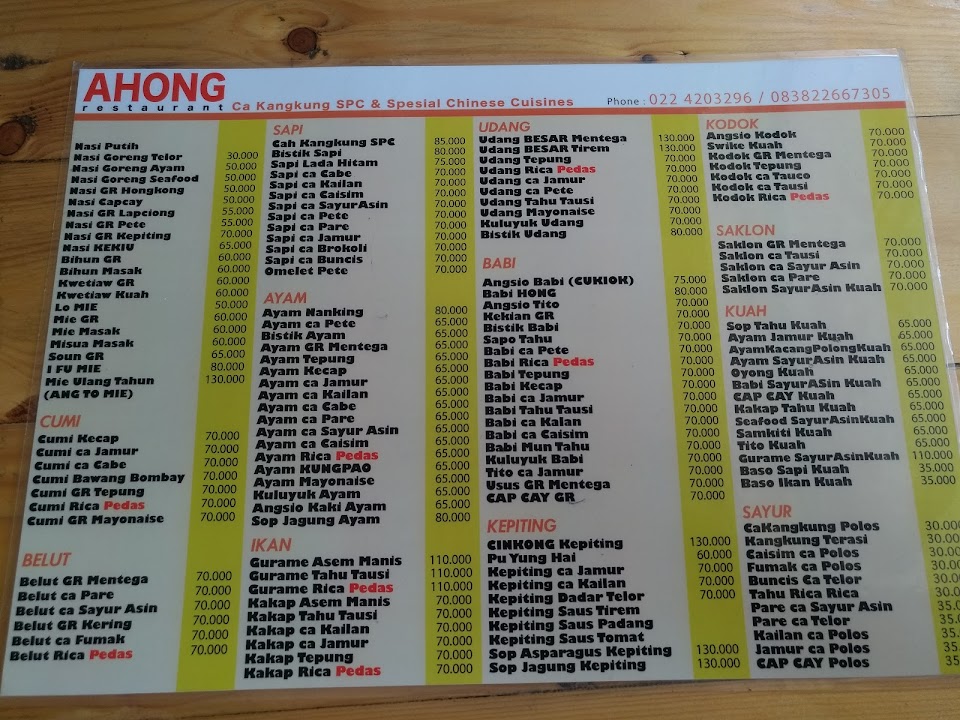 AHONG
restaurant Ca Kangkung SPC & Spesial Chinese Cuisines
Phone : 022 4203296 / 083822667305
Nasi Putih
Nasi Goreng Telor 30.000
Nasi Goreng Ayam 50.000
Nasi Goreng Seafood 50.000
Nasi GR Hongkong 50.000
Nasi Capcay 50.000
Nasi GR Lapciong 55.000
Nasi GR Pete 55.000
Nasi GR Kepiting 70.000
Nasi KEKIU 65.000
Bihun GR 60.000
Bihun Masak 60.000
Kwetiaw GR 60.000
Kwetiaw Kuah 60.000
Lo MIE 50.000
Mie GR 60.000
Mie Masak 60.000
Misua Masak 60.000
Soun GR 65.000
I FU MIE 80.000
Mie Ulang Tahun 130.000
(ANG TO MIE)
CUMI
Cumi Kecap 70.000
Cumi ca Jamur 70.000
Cumi ca Cabe 70.000
Cumi Bawang Bombay 70.000
Cumi GR Tepung 70.000
Cumi Rica Pedas 70.000
Cumi GR Mayonaise 70.000
BELUT
Belut GR Mentega 70.000
Belut ca Pare 70.000
Belut ca Sayur Asin 70.000
Belut GR Kering 70.000
Belut ca Fumak 70.000
Belut Rica Pedas 70.000
SAPI
Cah Kangkung SPC 85.000
Bistik Sapi 80.000
Sapi Lada Hitam 75.000
Sapi ca Cabe 70.000
Sapi ca Kailan 70.000
Sapi ca Caisim 70.000
Sapi ca SayurAsin 70.000
Sapi ca Pete 70.000
Sapi ca Pare 70.000
Sapi ca Jamur 70.000
Sapi ca Brokoli 70.000
Sapi ca Buncis 70.000
Omelet Pete 70.000
AYAM
Ayam Nanking 80.000
Ayam ca Pete 70.000
Bistik Ayam 70.000
Ayam GR Mentega 65.000
Ayam Tepung 65.000
Ayam Kecap 65.000
Ayam ca Jamur 65.000
Ayam ca Kailan 65.000
Ayam ca Cabe 65.000
Ayam ca Pare 65.000
Ayam ca Sayur Asin 65.000
Ayam ca Caisim 65.000
Ayam Rica Pedas 65.000
Ayam KUNGPAO 65.000
Ayam Mayonaise 65.000
Kuluyuk Ayam 65.000
Angsio Kaki Ayam 65.000
Sop Jagung Ayam 80.000
IKAN
Gurame Asem Manis 110.000
Gurame Tahu Tausi 110.000
Gurame Rica Pedas 110.000
Kakap Asem Manis 70.000
Kakap Tahu Tausi 70.000
Kakap ca Kailan 70.000
Kakap ca Jamur 70.000
Kakap Tepung 70.000
Kakap Rica Pedas 70.000
UDANG
Udang BESAR Mentega 130.000
Udang BESAR Tirem 130.000
Udang Tepung 70.000
Udang Rica Pedas 70.000
Udang ca Jamur 70.000
Udang ca Pete 70.000
Udang Tahu Tausi 70.000
Udang Mayonaise 70.000
Kuluyuk Udang 70.000
Bistik Udang 80.000
BABI
Angsio Babi (CUKIOK) 75.000
Babi HONG 80.000
Angsio Tito 70.000
Kekian GR 70.000
Bistik Babi 70.000
Sapo Tahu 70.000
Babi ca Pete 70.000
Babi Rica Pedas 70.000
Babi Tepung 70.000
Babi Kecap 70.000
Babi ca Jamur 70.000
Babi Tahu Tausi 70.000
Babi ca Kalan 70.000
Babi ca Caisim 70.000
Babi Mun Tahu 70.000
Kuluyuk Babi 70.000
Tito ca Jamur 70.000
Usus GR Mentega 70.000
CAP CAY GR 70.000
KEPITING
CINKONG Kepiting 130.000
Pu Yung Hai 60.000
Kepiting ca Jamur 70.000
Kepiting ca Kailan 70.000
Kepiting Dadar Telor 70.000
Kepiting Saus Tirem
Kepiting Saus Padang
Kepiting Saus Tomat
Sop Asparagus Kepiting 130.000
Sop Jagung Kepiting 130.000
KODOK
Angsio Kodok 70.000
Swike Kuah 70.000
Kodok GR Mentega 70.000
Kodok Tepung 70.000
Kodok ca Tauco 70.000
Kodok ca Tausi 70.000
Kodok Rica Pedas 70.000
SAKLON
Saklon GR Mentega 70.000
Saklon ca Tausi 70.000
Saklon ca Sayur Asin 70.000
Saklon ca Pare 70.000
Saklon SayurAsin Kuah 70.000
KUAH
Sop Tahu Kuah 65.000
Ayam Jamur Kuah 65.000
AyamKacangPolongKuah 65.000
Ayam SayurAsin Kuah 65.000
Oyong Kuah 65.000
Babi SayurASin Kuah 65.000
CAP CAY Kuah 65.000
Kakap Tahu Kuah 65.000
Seafood SayurAsinKuah 65.000
Samkiti Kuah 65.000
Tito Kuah 65.000
Gurame SayurAsinKuah 110.000
Baso Sapi Kuah 35.000
Baso Ikan Kuah 35.000
SAYUR
CaKangkung Polos 30.00
Kangkung Terasi 30.00
Caisim ca Polos 30.00
Fumak ca Polos 30.00
Buncis Ca Telor 30.0
Tahu Rica Rica 30.0
Pare ca Sayur Asin 35.0
Pare ca Telor 35.
Kailan ca Polos 35.
Jamur ca Polos 35.
CAP CAY Polos 35.